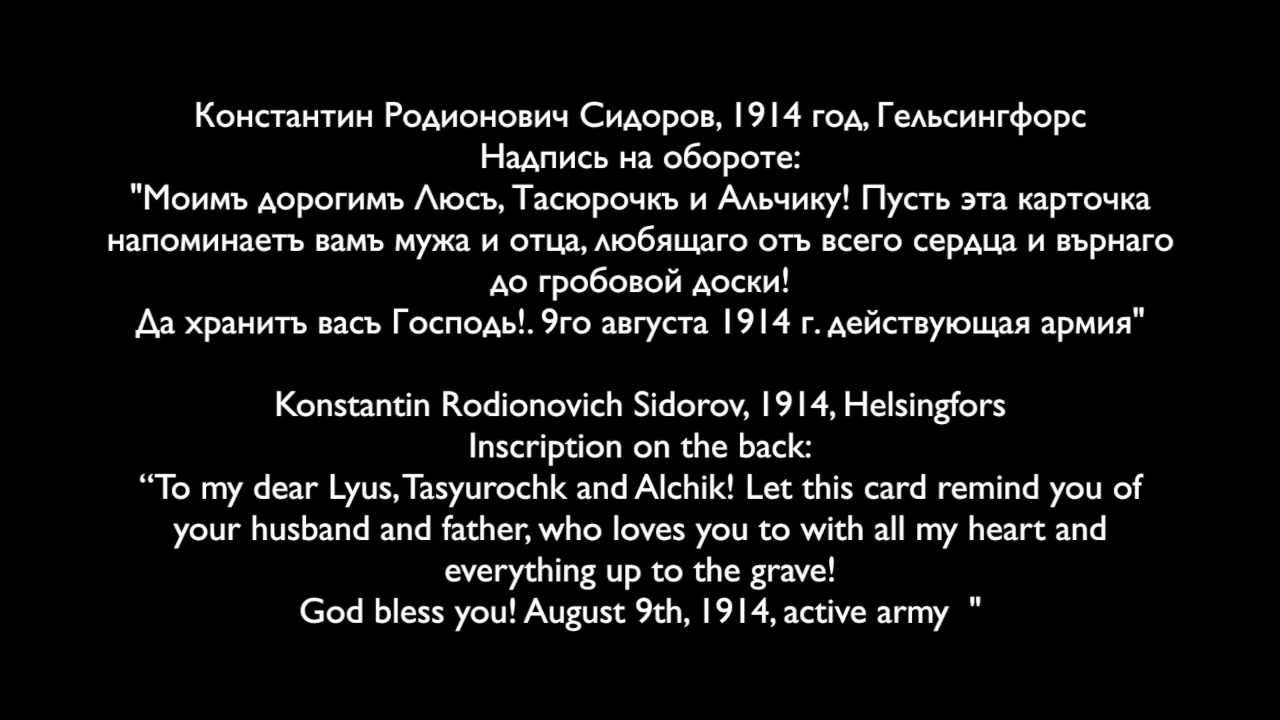 Константин Родионович Сидоров, 1914 год, Гельсингфорс
Надпись на обороте:
"Моимъ дорогимъ Люсъ, Тасюрочкъ и Альчику! Пусть эта карточка
напоминаетъ вамъ мужа и отца, любящаго отъ всего сердца и върнаго
до гробовой доски!
Да хранитъ васъ Господь!. 9го августа 1914 г. действующая армия"
Konstantin Rodionovich Sidorov, 1914, Helsingfors
Inscription on the back:
“To my dear Lyus, Tasyurochk and Alchik! Let this card remind you of
your husband and father, who loves you to with all my heart and
everything up to the grave!
God bless you! August 9th, 1914, active army "